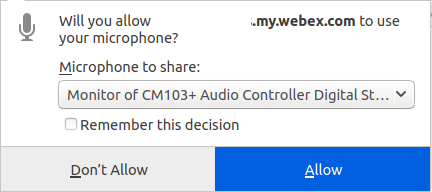 Will you allow s.my.webex.com to use
your microphone?
Microphone to share:
Monitor of CM103+ Audio Controller Digital St...
Remember this decision
Don't Allow
Allow